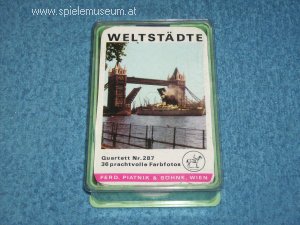 www.spielemuseum.at
WELTSTÄDTE
Quartett Nr. 287
36 prachtvolle Farbfotos
FERD. PIATNIK & SÖHNE, WIEN